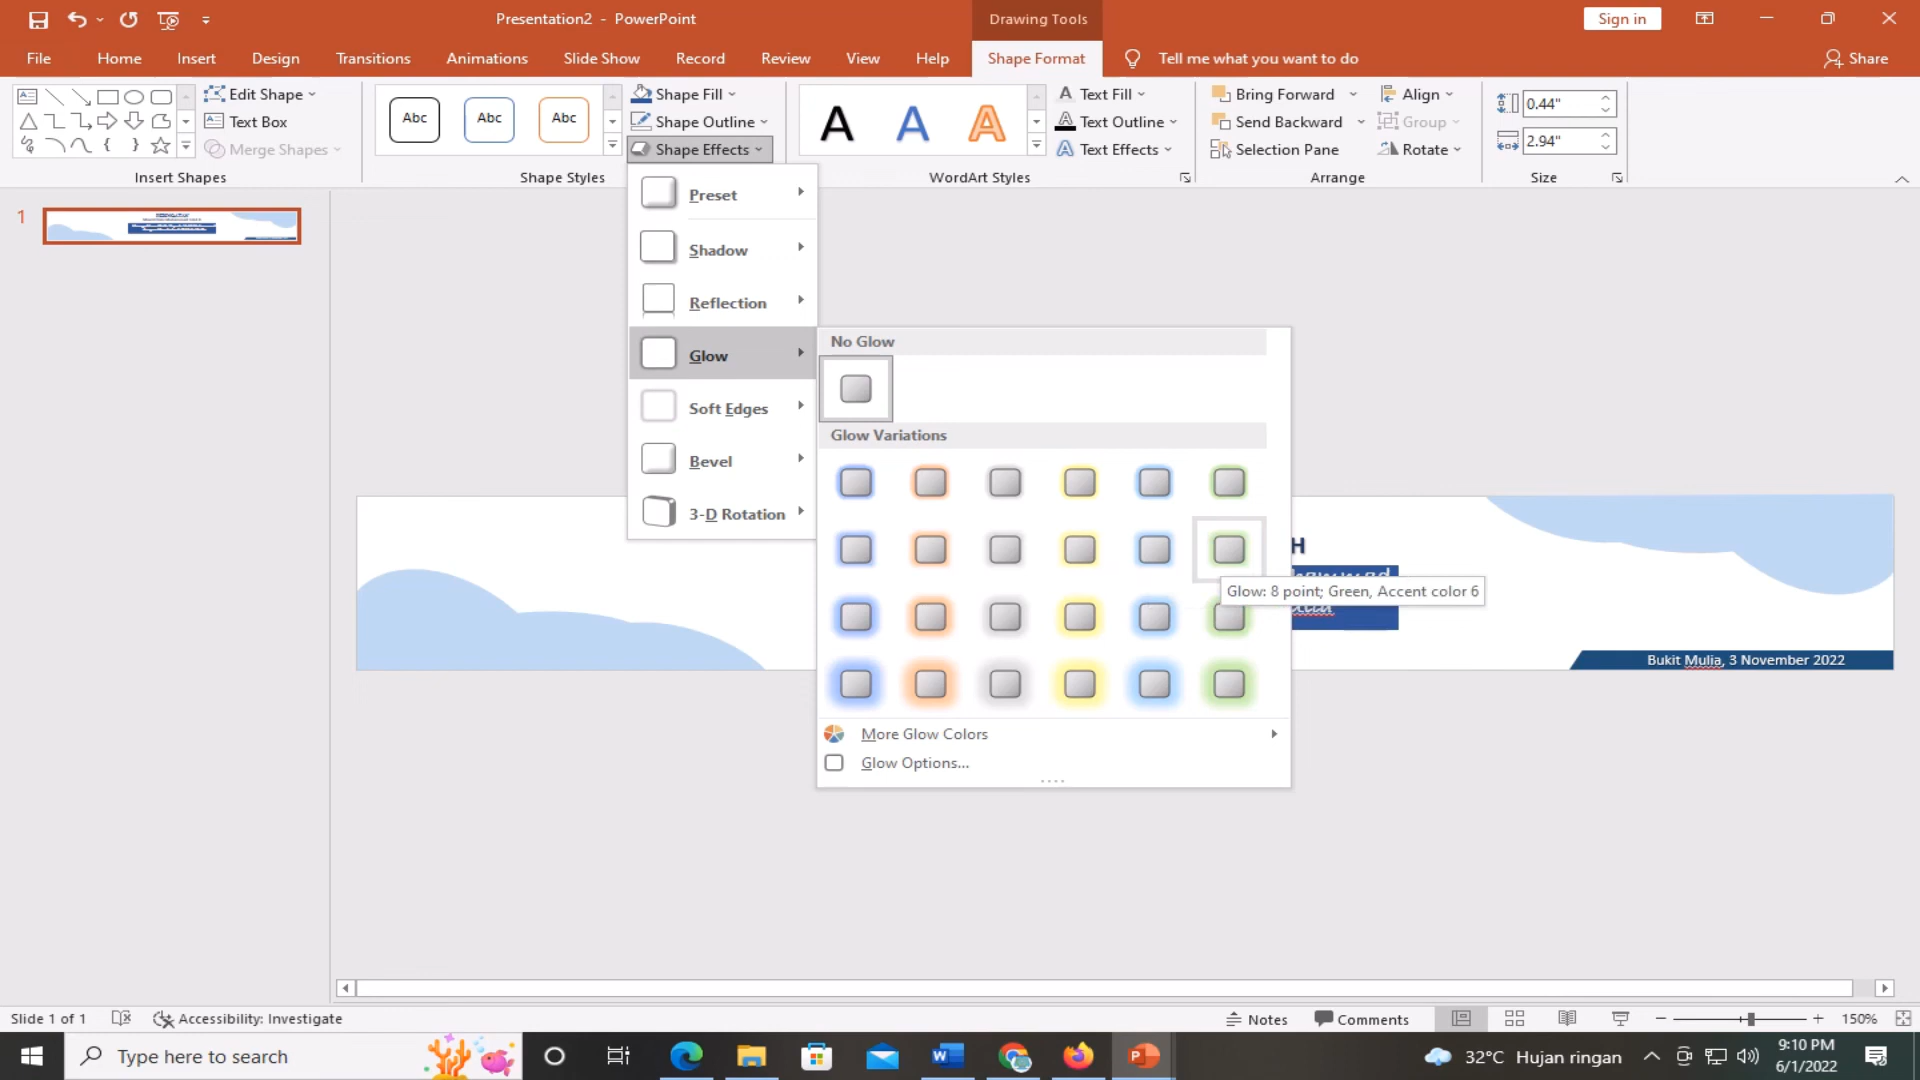 Presentation2 - PowerPoint
Drawing Tools
Sign in
File Home Insert Design Transitions Animations Slide Show Record Review View Help Shape Format Tell me what you want to do Share
Edit Shape
Text Box
Merge Shapes
Insert Shapes
Abc Abc Abc
Shape Fill
Shape Outline
Shape Effects
Shape Styles
A A A
Text Fill
Text Outline
Text Effects
WordArt Styles
Bring Forward
Send Backward
Selection Pane
Align
Group
Rotate
Arrange
0.44"
2.94"
Size
1
Preset
Shadow
Reflection
Glow
Soft Edges
Bevel
3-D Rotation
No Glow
Glow Variations
More Glow Colors
Glow Options...
Glow: 8 point; Green, Accent color 6
H
Bukit Mulia, 3 November 2022
Slide 1 of 1
Accessibility: Investigate
Notes
Comments
150%
Type here to search
32°C Hujan ringan
9:10 PM
6/1/2022